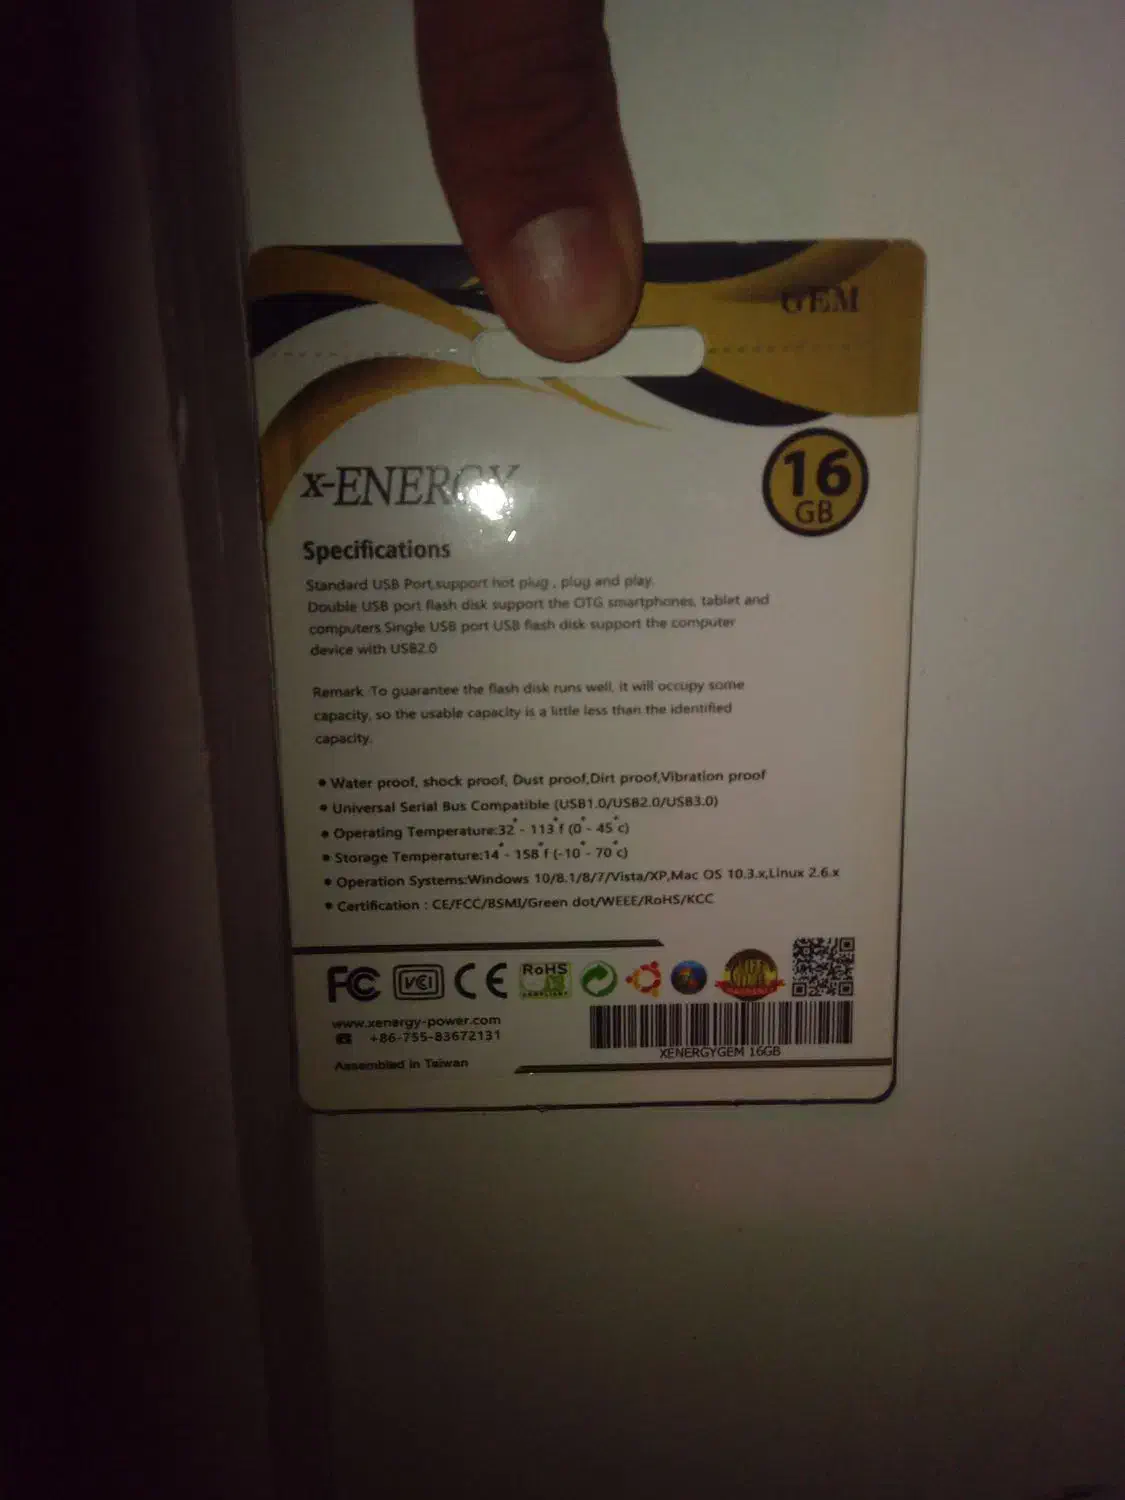 GEM
x-ENERGY
16
GB
Specifications
Standard USB Port,support hot plug , plug and play.
Double USB port flash disk support the OTG smartphones, tablet and
computers.Single USB port USB flash disk support the computer
device with USB2.0
Remark :To guarantee the flash disk runs well, it will occupy some
capacity, so the usable capacity is a little less than the identified
capacity.
• Water proof, shock proof, Dust proof,Dirt proof,Vibration proof
• Universal Serial Bus Compatible (USB1.0/USB2.0/USB3.0)
• Operating Temperature:32°- 113°f (0°- 45°c)
• Storage Temperature:14°- 158°f (-10°- 70°c)
• Operation Systems:Windows 10/8.1/8/7/Vista/XP,Mac OS 10.3.x,Linux 2.6.x
• Certification : CE/FCC/BSMI/Green dot/WEEE/RoHS/KCC
FC VCI CE RoHS
COMPLIANT
LIFE
TIME
WARRANTY
www.xenergy-power.com
+86-755-83672131
XENERGYGEM 16GB
Assembled in Taiwan